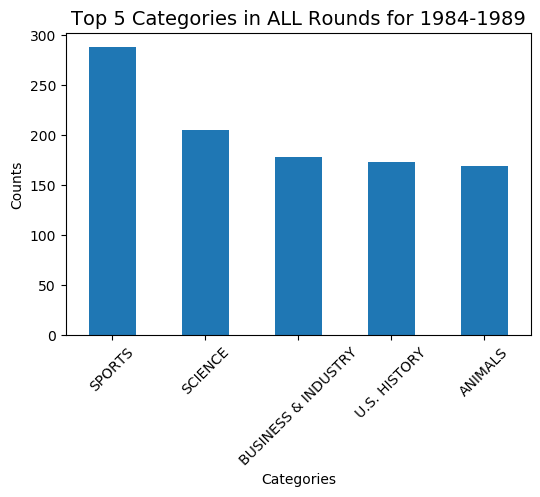 Top 5 Categories in ALL Rounds for 1984-1989
300
250
200
150
100
50
0
Counts
SPORTS
SCIENCE
BUSINESS & INDUSTRY
U.S. HISTORY
ANIMALS
Categories